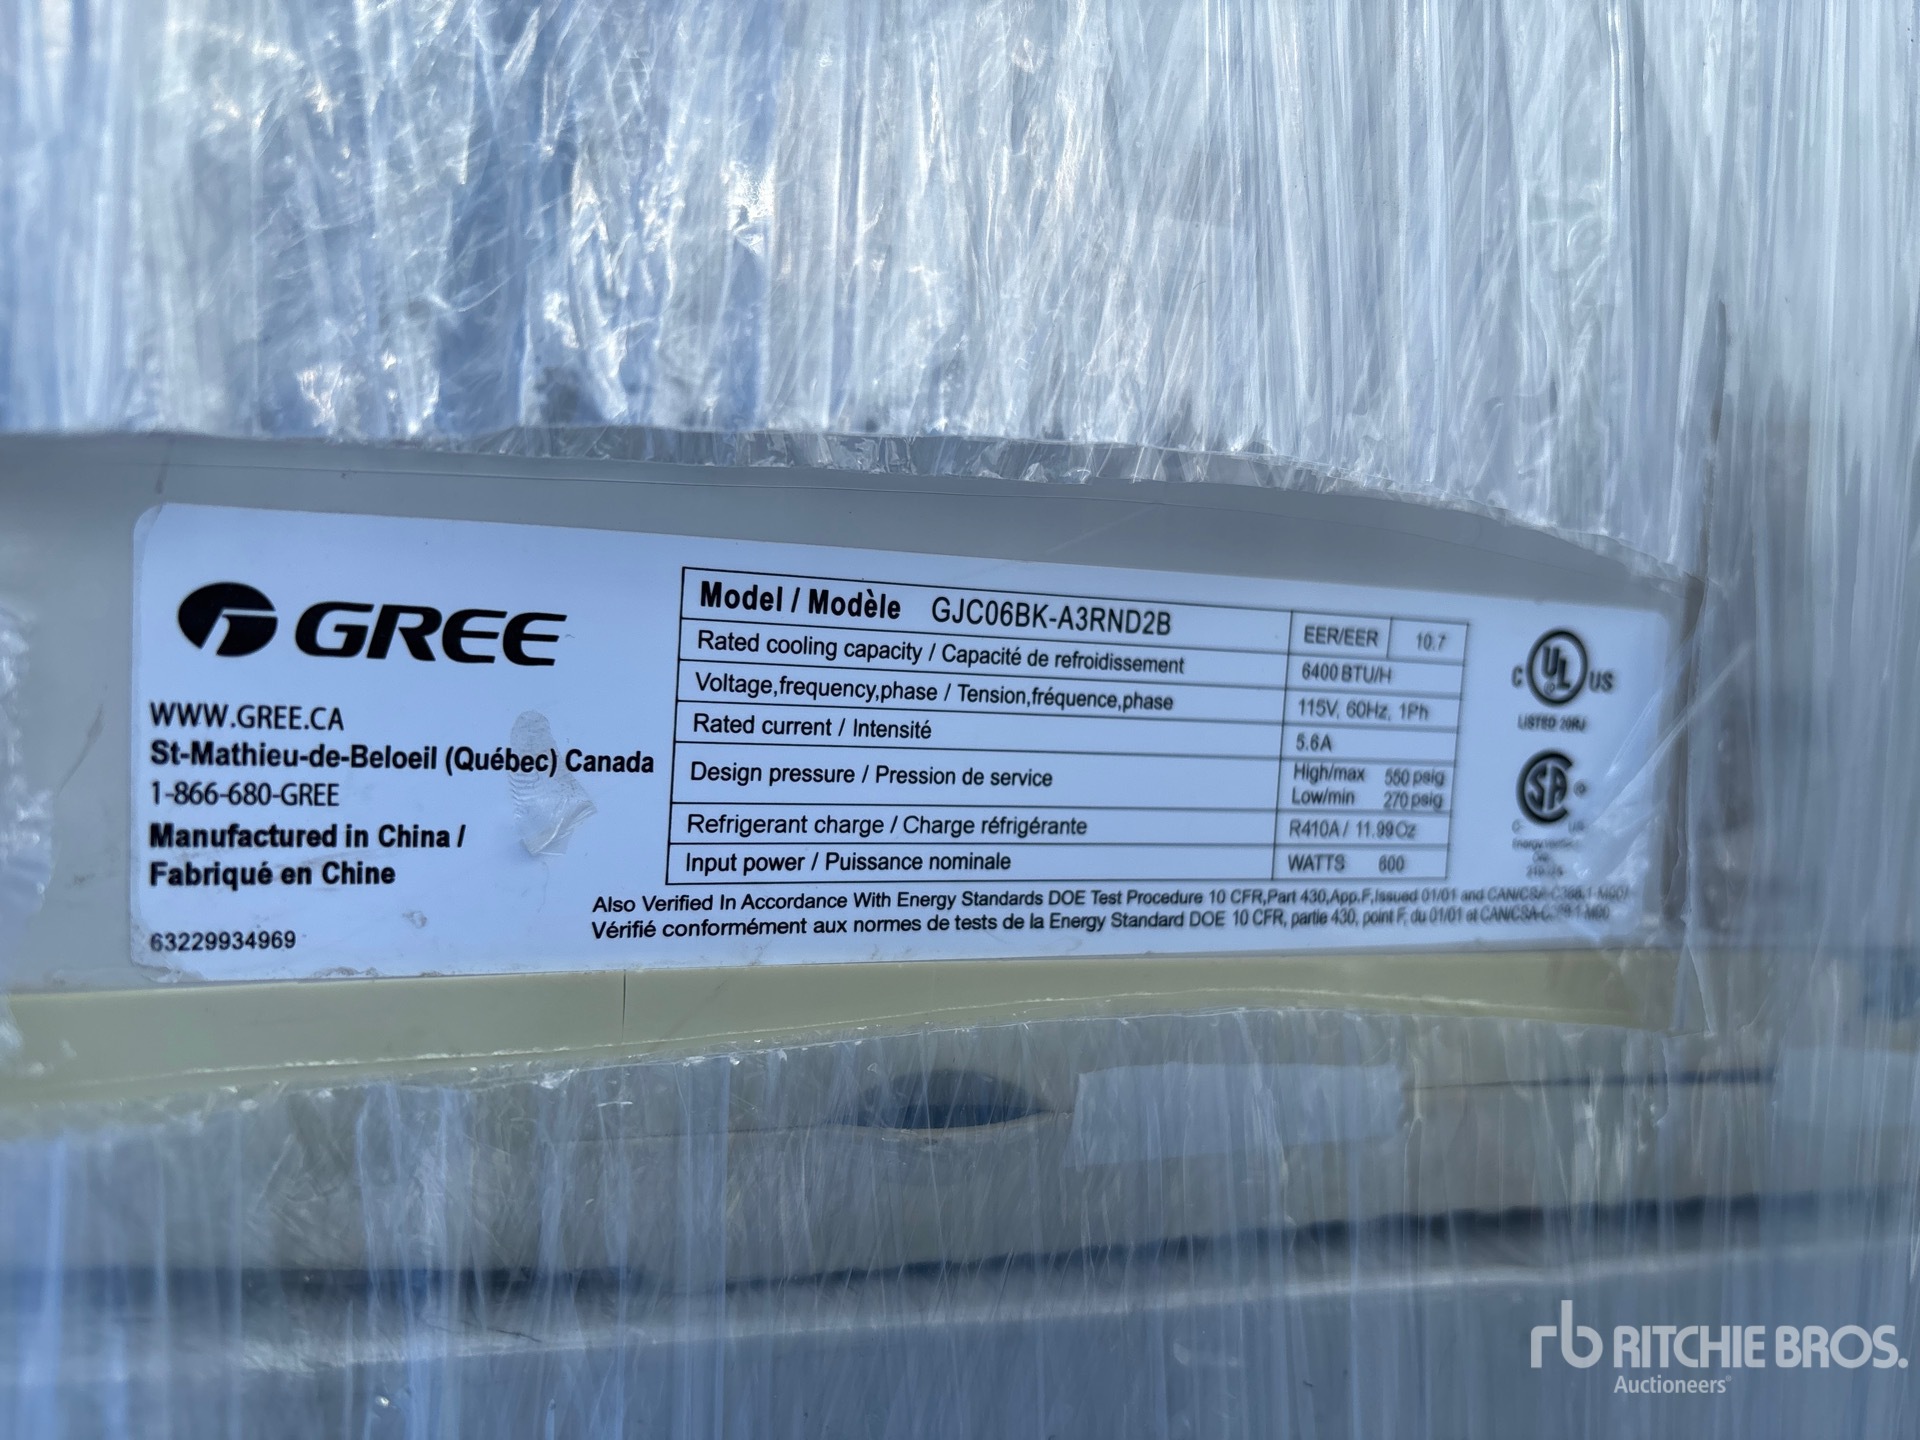 GREE
WWW.GREE.CA
St-Mathieu-de-Beloeil (Québec) Canada
1-866-680-GREE
Manufactured in China /
Fabriqué en Chine
63229934969
Model / Modèle GJC06BK-A3RND2B EER/EER 10.7
Rated cooling capacity / Capacité de refroidissement 6400 BTU/H
Voltage,frequency,phase / Tension,fréquence,phase 115V, 60Hz, 1Ph
Rated current / Intensité 5.6A
Design pressure / Pression de service High/max 550 psig
Low/min 270 psig
Refrigerant charge / Charge réfrigérante R410A / 11.99Oz
Input power / Puissance nominale WATTS 600
Also Verified In Accordance With Energy Standards DOE Test Procedure 10 CFR,Part 430,App.F,Issued 01/01 and
Vérifié conformément aux normes de tests de la Energy Standard DOE 10 CFR, partie 430, point F, du 01/01 et
C UL US
LISTED
SA
rb RITCHIE BROS.
Auctioneers